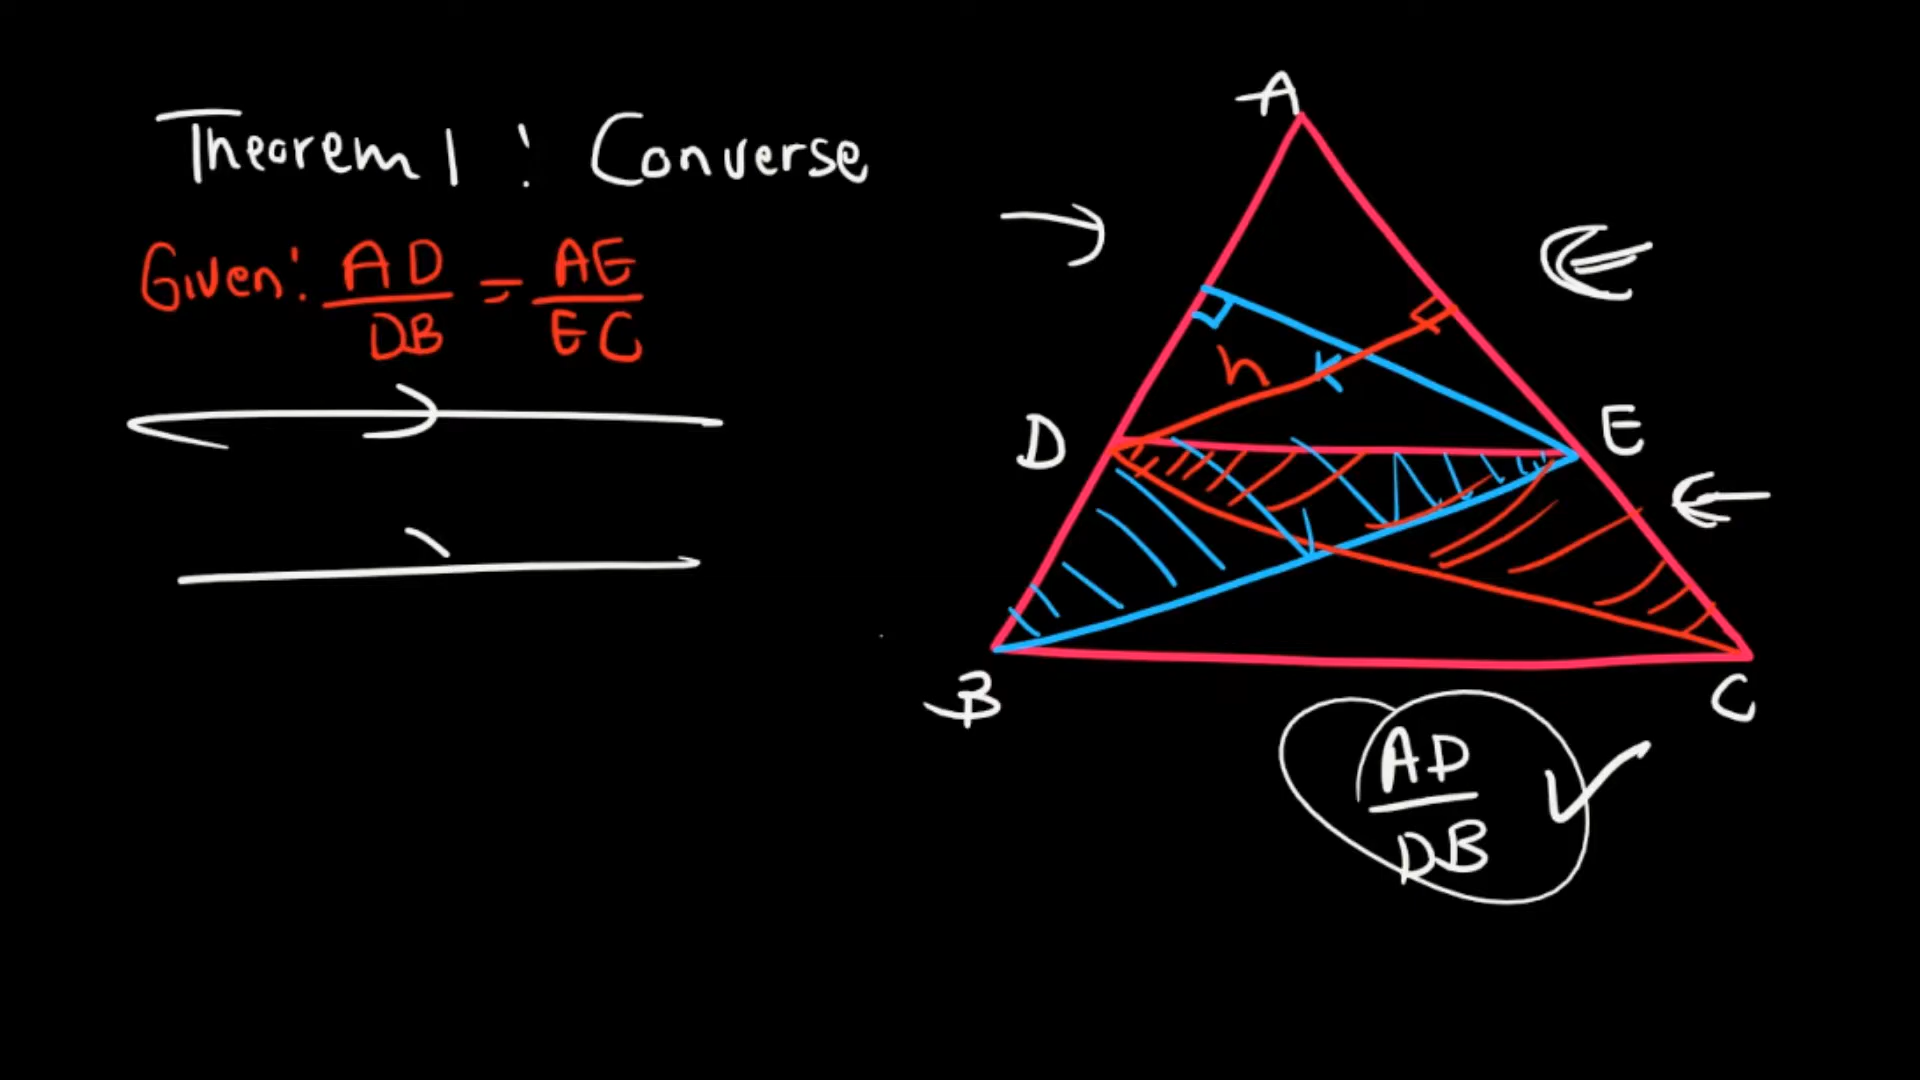 Theorem 1 : Converse
Given: AD/DB = AE/EC
A
h k
D E
B C
AD/DB